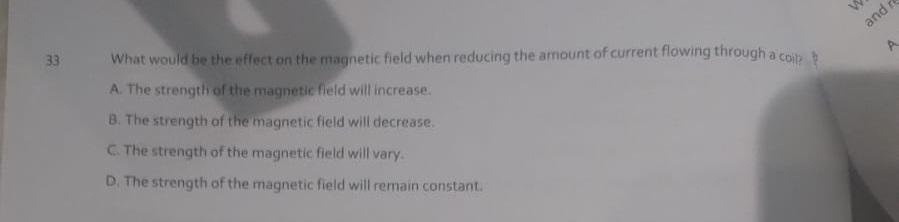 33 What would be the effect on the magnetic field when reducing the amount of current flowing through a coil?
A. The strength of the magnetic field will increase.
B. The strength of the magnetic field will decrease.
C. The strength of the magnetic field will vary.
D. The strength of the magnetic field will remain constant.
and